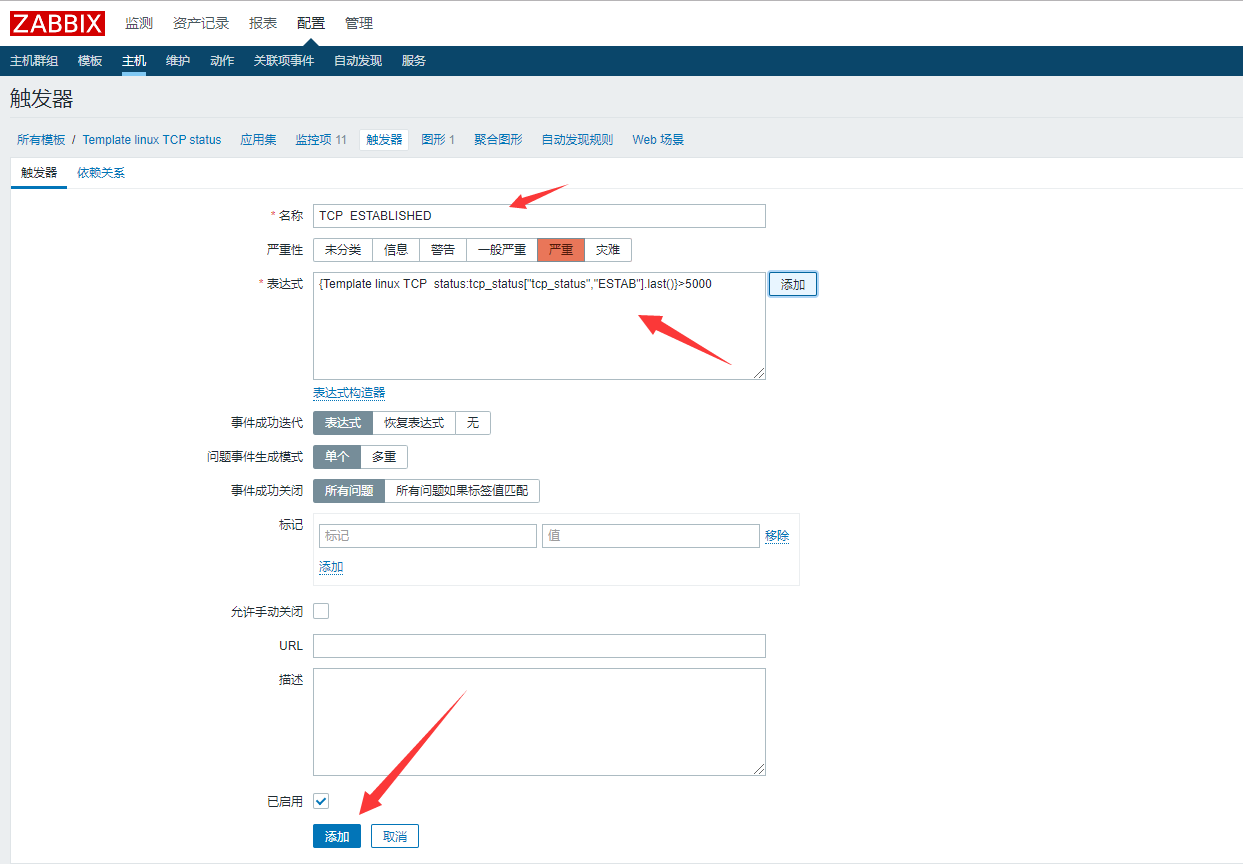 ZABBIX 监测 资产记录 报表 配置 管理
主机群组 模板 主机 维护 动作 关联项事件 自动发现 服务
触发器
所有模板 / Template linux TCP status 应用集 监控项 11 触发器 图形 1 聚合图形 自动发现规则 Web 场景
触发器 依赖关系
* 名称 TCP  ESTABLISHED
严重性 未分类 信息 警告 一般严重 严重 灾难
* 表达式 {Template linux TCP  status:tcp_status["tcp_status","ESTAB"].last()}>5000 添加
表达式构造器
事件成功迭代 表达式 恢复表达式 无
问题事件生成模式 单个 多重
事件成功关闭 所有问题 所有问题如果标签值匹配
标记 标记 值 移除
添加
允许手动关闭
URL
描述
已启用
添加 取消